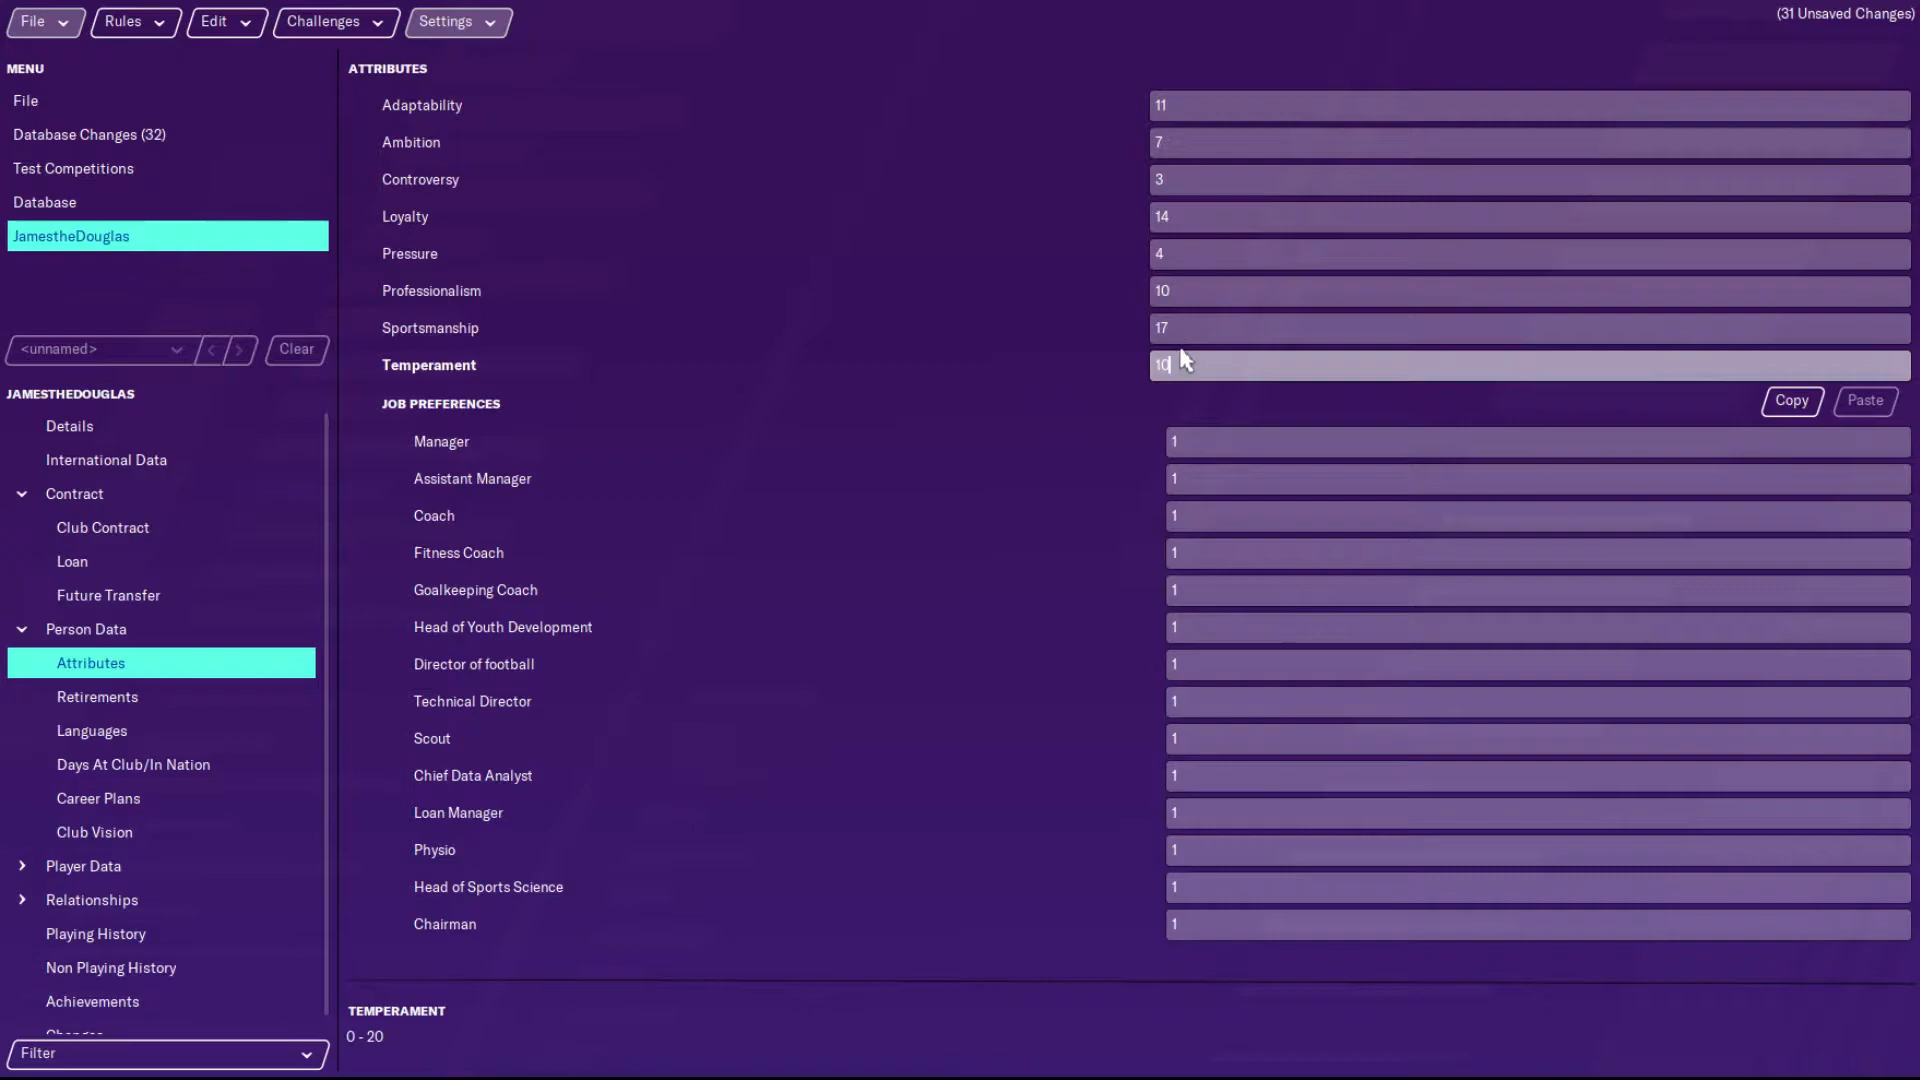 File
Rules
Edit
Challenges
Settings
(31 Unsaved Changes)
MENU
File
Database Changes (32)
Test Competitions
Database
JamestheDouglas
<unnamed>
Clear
JAMESTHEDOUGLAS
Details
International Data
Contract
Club Contract
Loan
Future Transfer
Person Data
Attributes
Retirements
Languages
Days At Club/In Nation
Career Plans
Club Vision
Player Data
Relationships
Playing History
Non Playing History
Achievements
Changes
Filter
ATTRIBUTES
Adaptability 11
Ambition 7
Controversy 3
Loyalty 14
Pressure 4
Professionalism 10
Sportsmanship 17
Temperament 10
JOB PREFERENCES
Copy
Paste
Manager 1
Assistant Manager 1
Coach 1
Fitness Coach 1
Goalkeeping Coach 1
Head of Youth Development 1
Director of football 1
Technical Director 1
Scout 1
Chief Data Analyst 1
Loan Manager 1
Physio 1
Head of Sports Science 1
Chairman 1
TEMPERAMENT
0 - 20